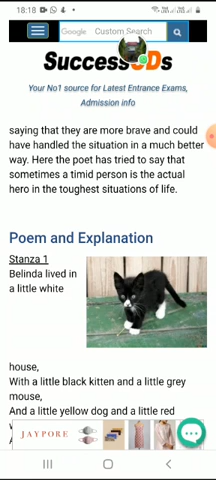 18:18
Google Custom Search
SuccessCDs
Your No1 source for Latest Entrance Exams,
Admission info
saying that they are more brave and could
have handled the situation in a much better
way. Here the poet has tried to say that
sometimes a timid person is the actual
hero in the toughest situations of life.
Poem and Explanation
Stanza 1
Belinda lived in
a little white
house,
With a little black kitten and a little grey
mouse,
And a little yellow dog and a little red
JAYPORE